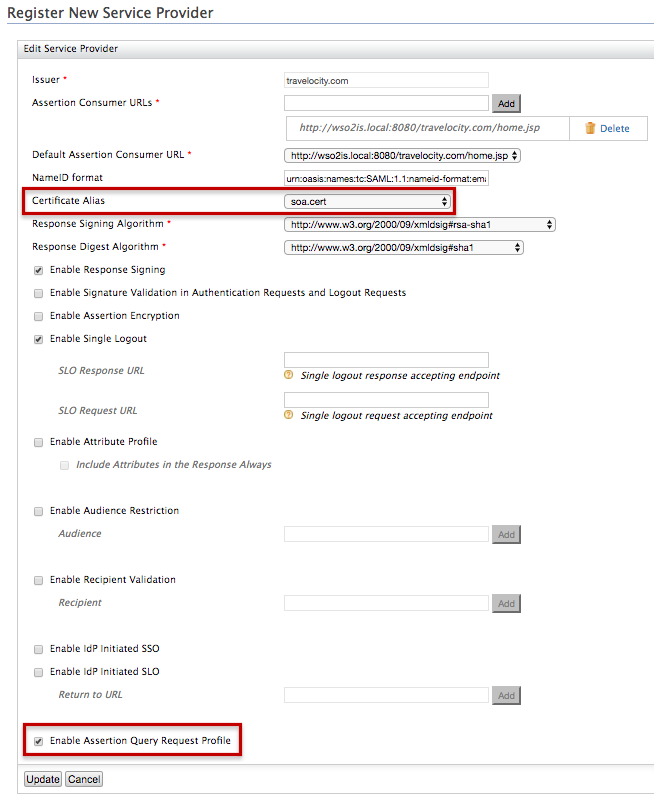 Register New Service Provider
Edit Service Provider
Issuer * travelocity.com
Assertion Consumer URLs * Add
http://wso2is.local:8080/travelocity.com/home.jsp Delete
Default Assertion Consumer URL * http://wso2is.local:8080/travelocity.com/home.jsp
NameID format urn:oasis:names:tc:SAML:1.1:nameid-format:ema
Certificate Alias soa.cert
Response Signing Algorithm * http://www.w3.org/2000/09/xmldsig#rsa-sha1
Response Digest Algorithm * http://www.w3.org/2000/09/xmldsig#sha1
Enable Response Signing
Enable Signature Validation in Authentication Requests and Logout Requests
Enable Assertion Encryption
Enable Single Logout
SLO Response URL
? Single logout response accepting endpoint
SLO Request URL
? Single logout request accepting endpoint
Enable Attribute Profile
Include Attributes in the Response Always
Enable Audience Restriction
Audience Add
Enable Recipient Validation
Recipient Add
Enable IdP Initiated SSO
Enable IdP Initiated SLO
Return to URL Add
Enable Assertion Query Request Profile
Update Cancel